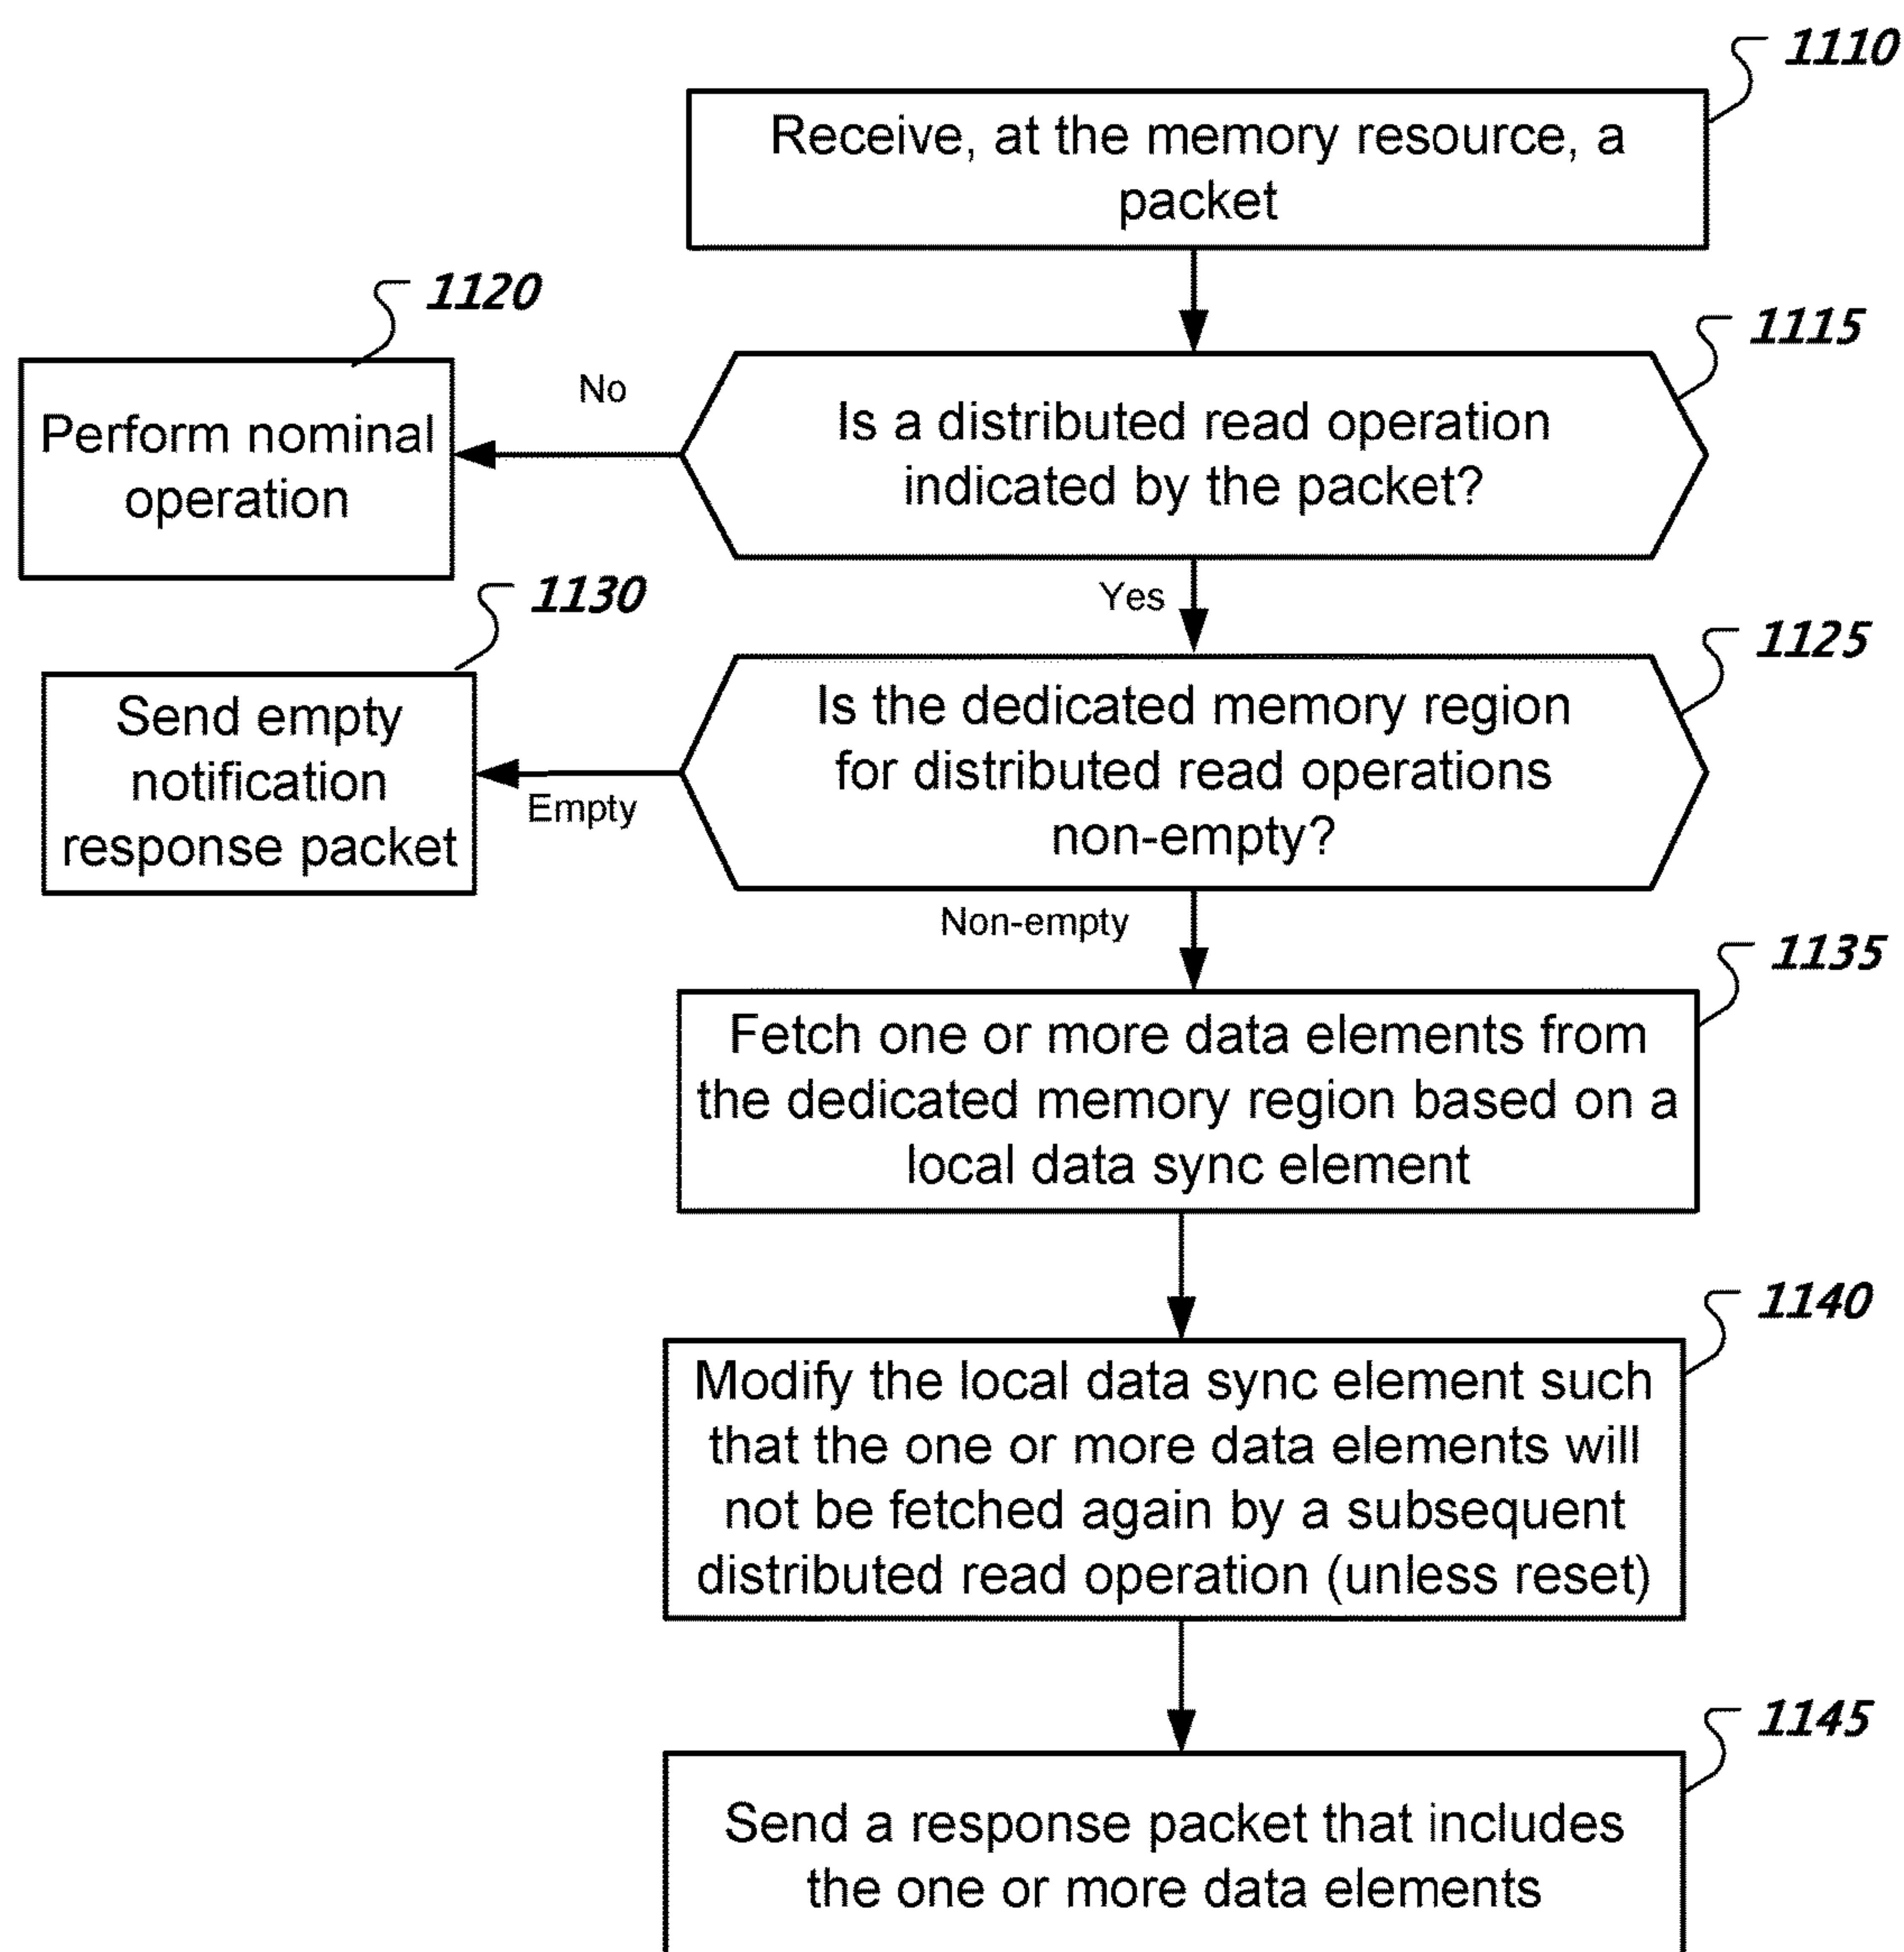 1110
Receive, at the memory resource, a
packet
1120
1115
Perform nominal
operation
No
Is a distributed read operation
indicated by the packet?
Yes
1130
1125
Send empty
notification
response packet
Empty
Is the dedicated memory region
for distributed read operations
non-empty?
Non-empty
1135
Fetch one or more data elements from
the dedicated memory region based on a
local data sync element
1140
Modify the local data sync element such
that the one or more data elements will
not be fetched again by a subsequent
distributed read operation (unless reset)
1145
Send a response packet that includes
the one or more data elements